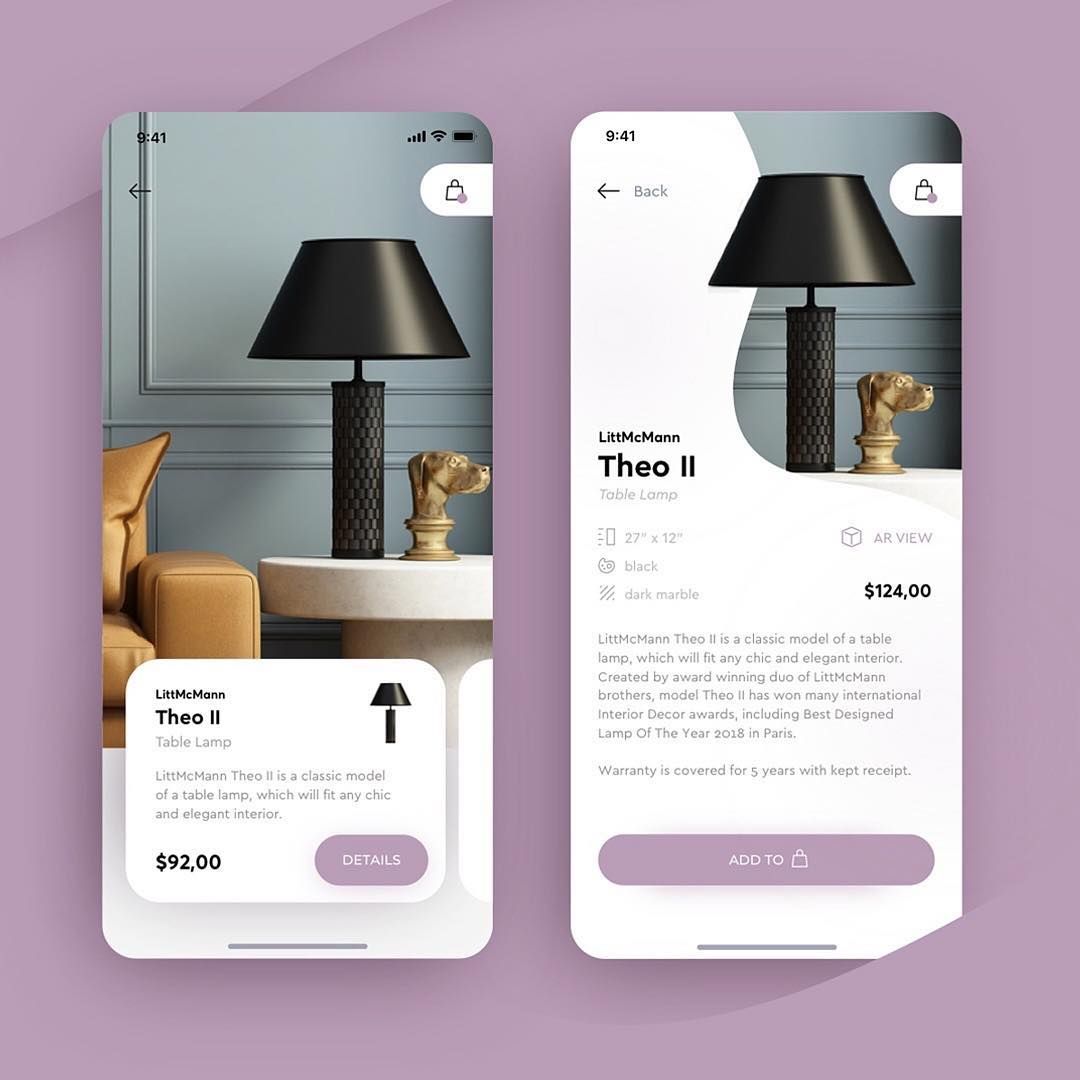 9:41
LittMcMann
Theo II
Table Lamp
LittMcMann Theo II is a classic model
of a table lamp, which will fit any chic
and elegant interior.
$92,00
DETAILS
9:41
Back
LittMcMann
Theo II
Table Lamp
27" x 12"
AR VIEW
black
dark marble
$124,00
LittMcMann Theo II is a classic model of a table
lamp, which will fit any chic and elegant interior.
Created by award winning duo of LittMcMann
brothers, model Theo II has won many international
Interior Decor awards, including Best Designed
Lamp Of The Year 2018 in Paris.
Warranty is covered for 5 years with kept receipt.
ADD TO